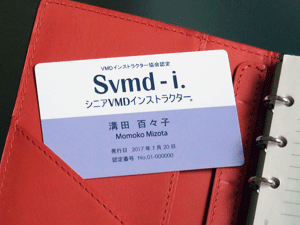 VMDインストラクター協会認定
Svmd - i.
シニアVMDインストラクター®
溝田 百々子
Momoko Mizota
発行日 2017年 7月 20日
認定番号 No.01-000000